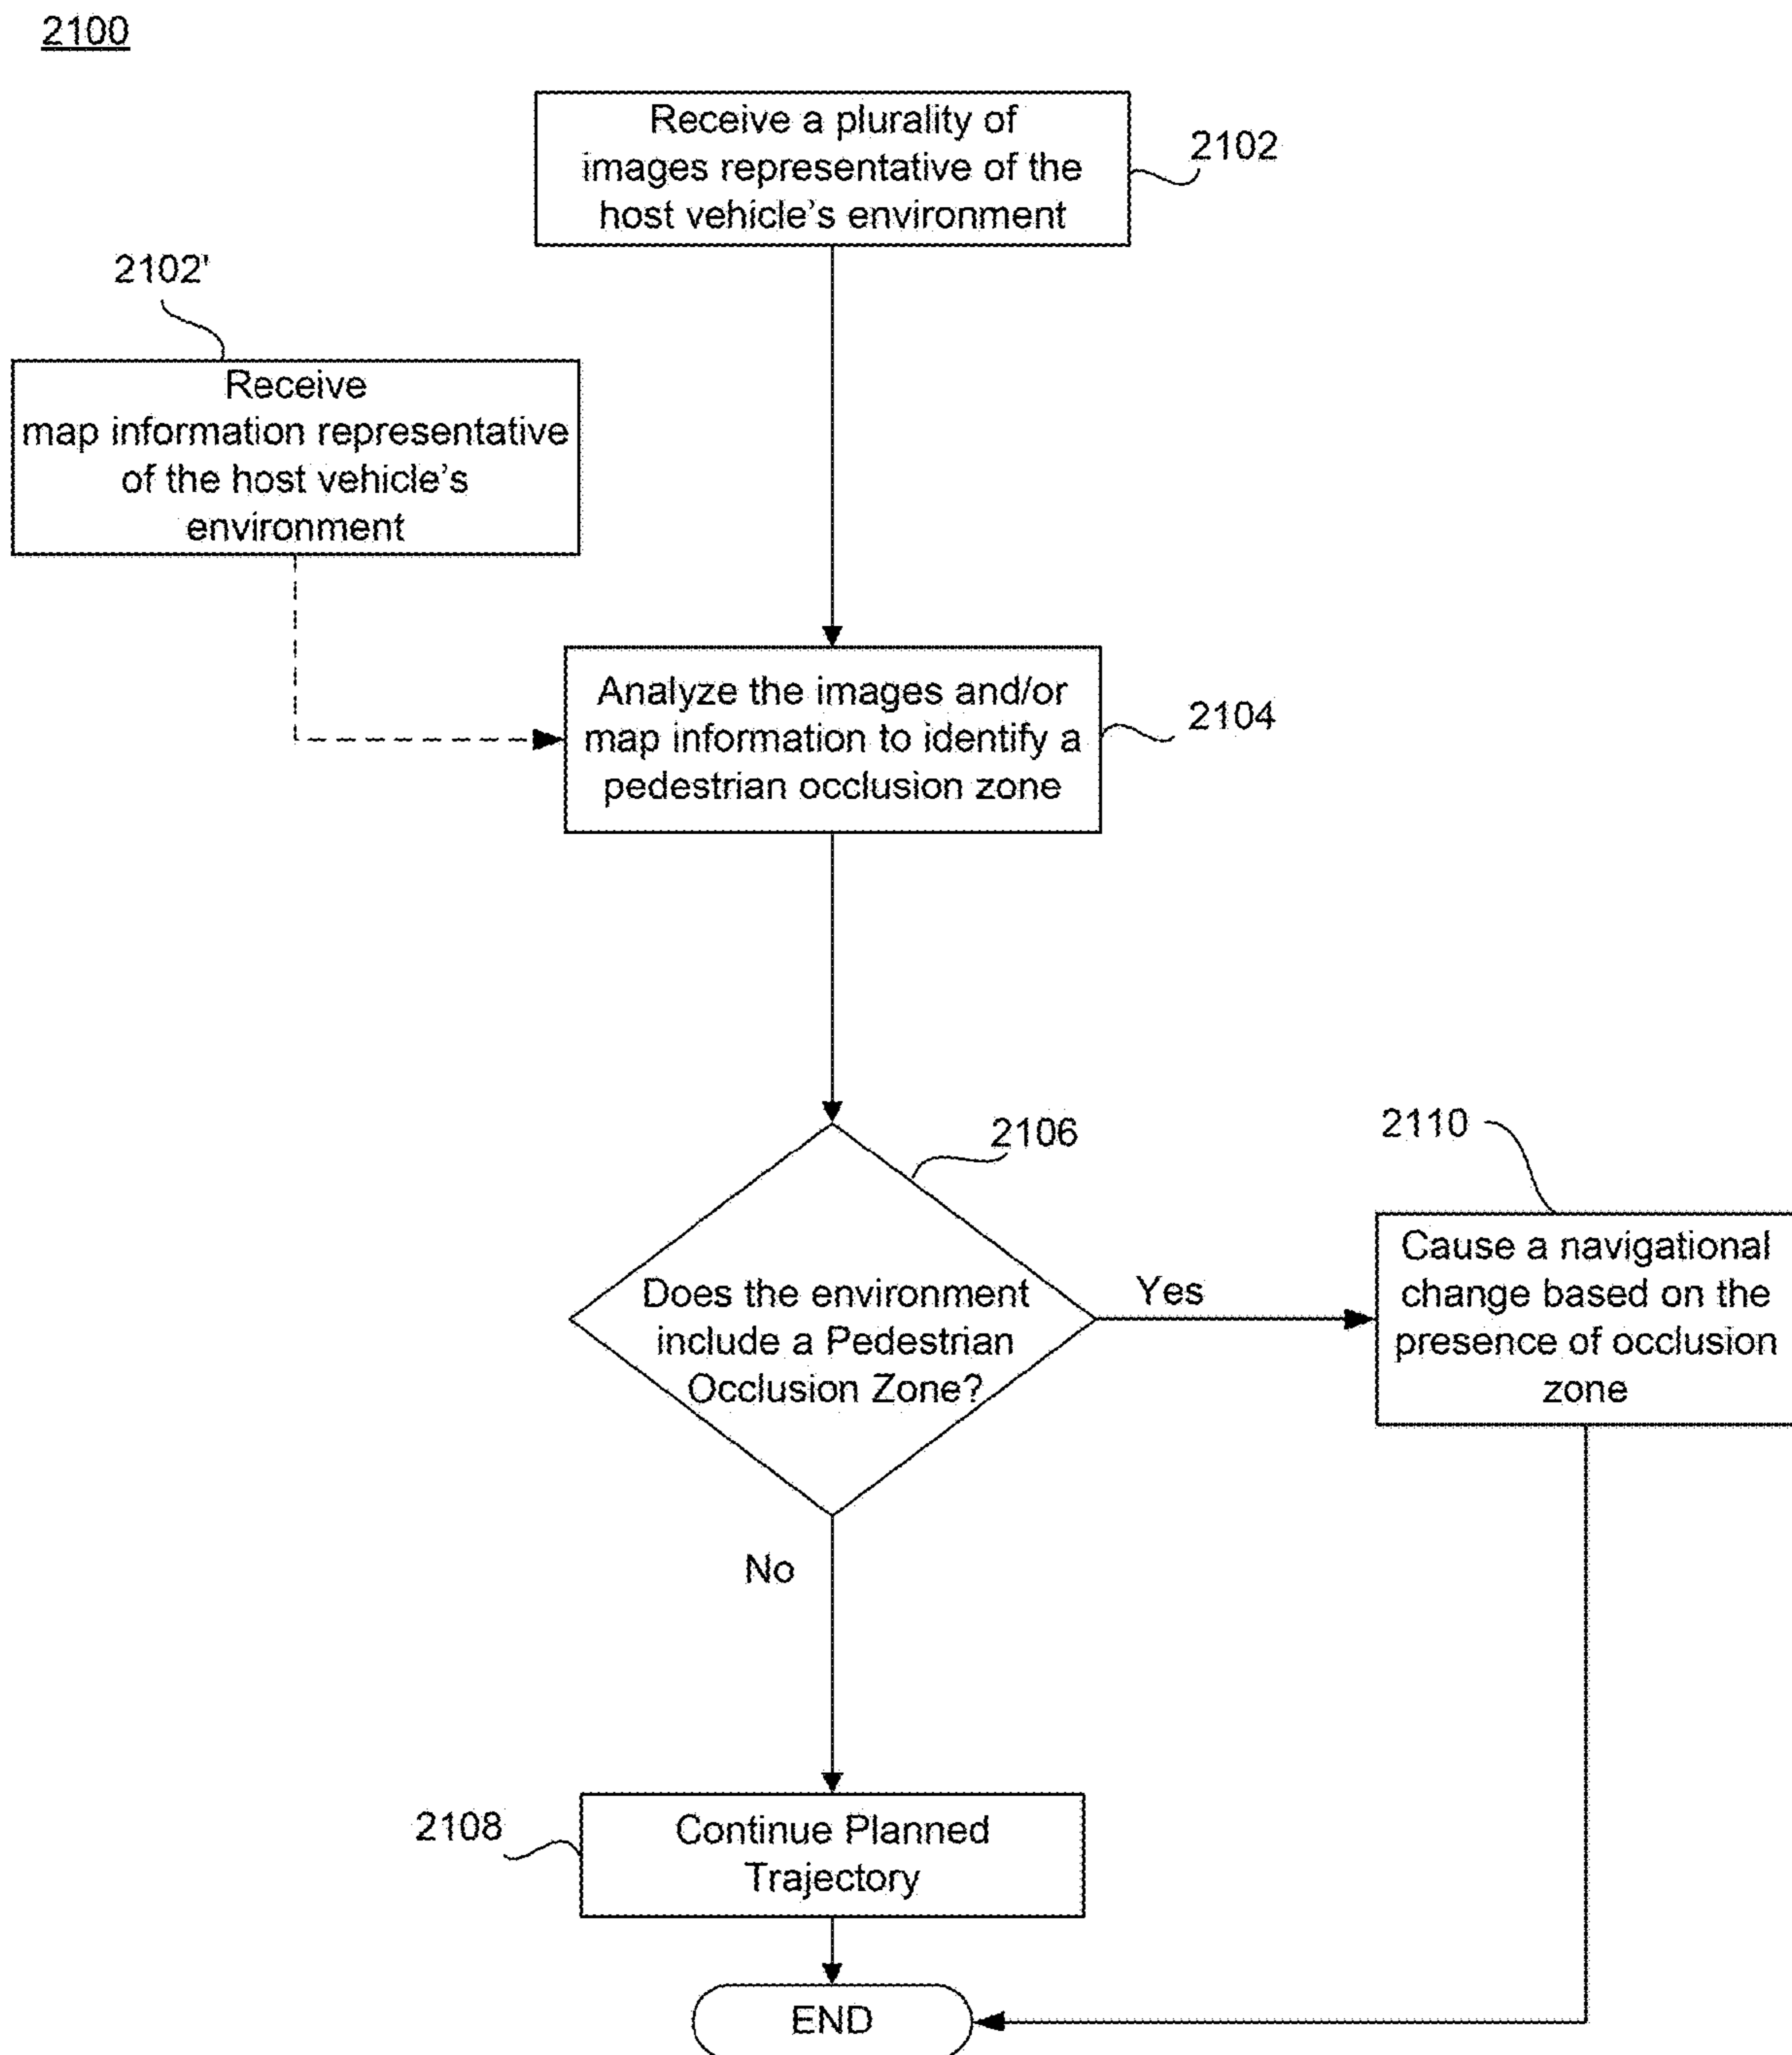 2100
Receive a plurality of
images representative of the
host vehicle's environment
2102
2102'
Receive
map information representative
of the host vehicle's
environment
Analyze the images and/or
map information to identify a
pedestrian occlusion zone
2104
2106
Does the environment
include a Pedestrian
Occlusion Zone?
Yes
2110
Cause a navigational
change based on the
presence of occlusion
zone
No
2108
Continue Planned
Trajectory
END